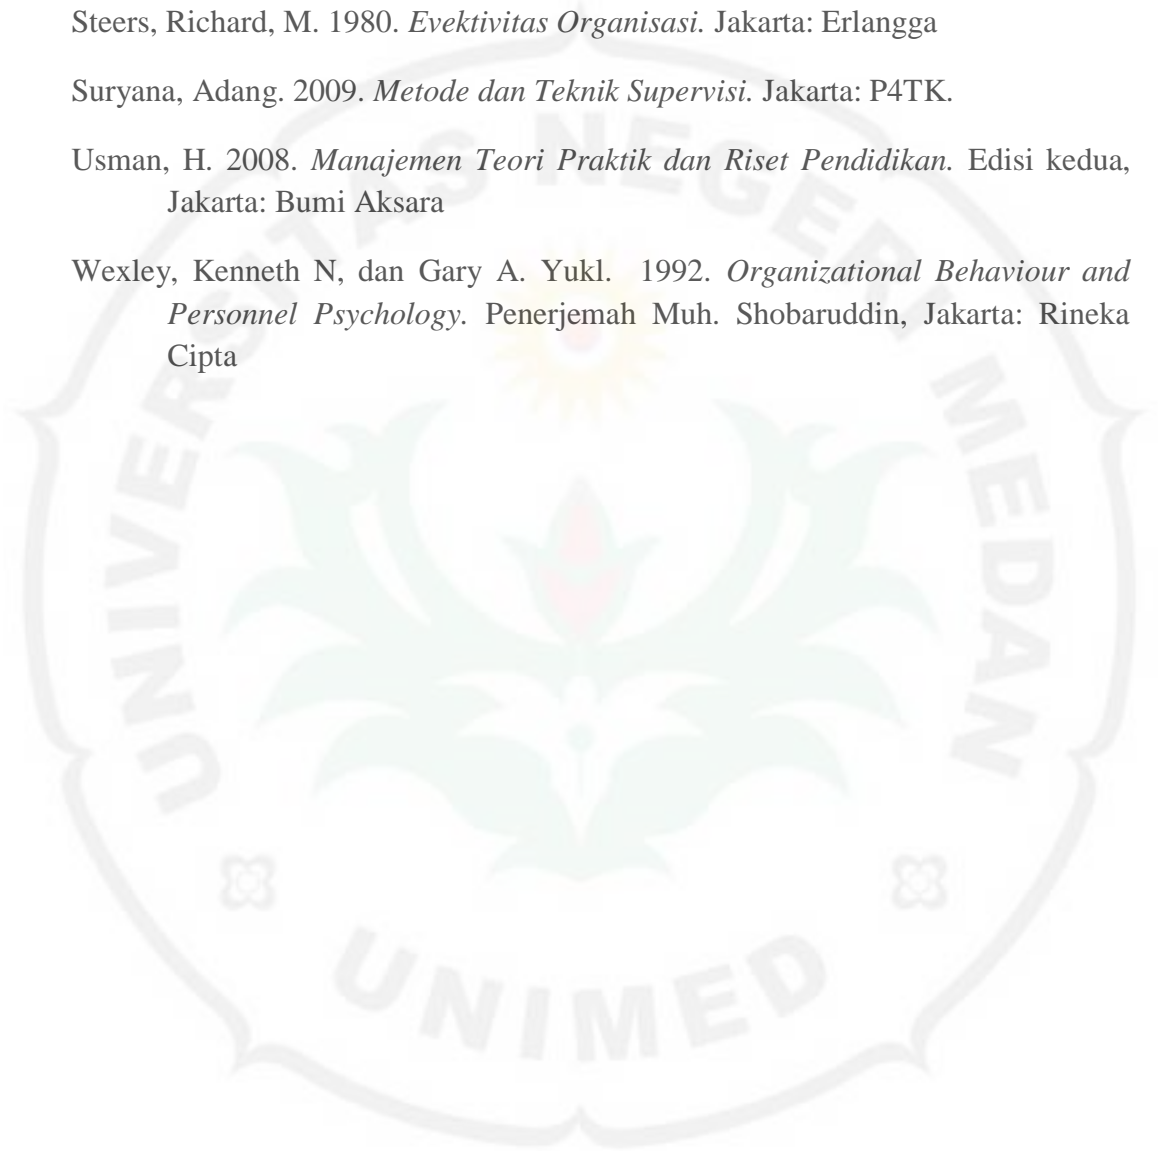 Steers, Richard, M. 1980. Evektivitas Organisasi. Jakarta: Erlangga
Suryana, Adang. 2009. Metode dan Teknik Supervisi. Jakarta: P4TK.
Usman, H. 2008. Manajemen Teori Praktik dan Riset Pendidikan. Edisi kedua,
Jakarta: Bumi Aksara
Wexley, Kenneth N, dan Gary A. Yukl.  1992. Organizational Behaviour and
Personnel Psychology. Penerjemah Muh. Shobaruddin, Jakarta: Rineka
Cipta
UNIVERSITAS NEGERI MEDAN
UNIMED